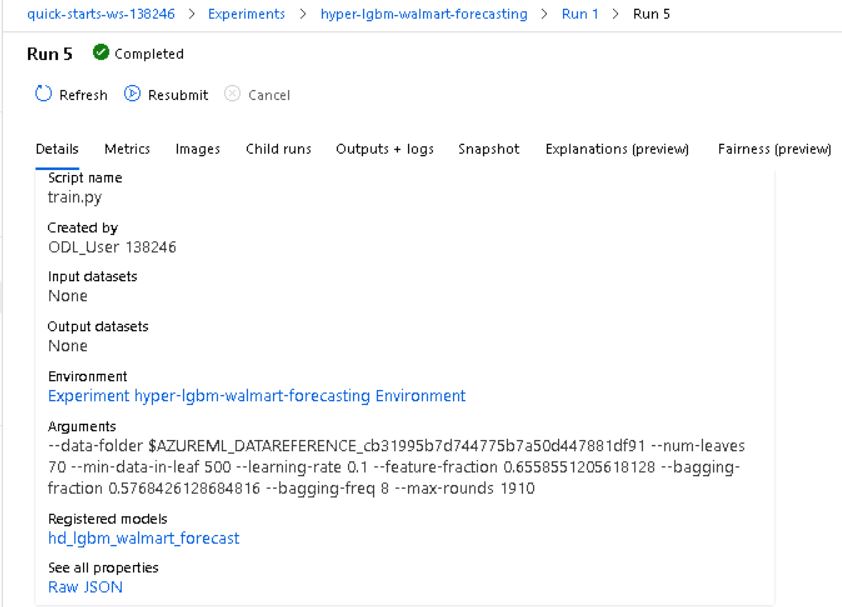 quick-starts-ws-138246 > Experiments > hyper-lgbm-walmart-forecasting > Run 1 > Run 5
Run 5 Completed
Refresh Resubmit Cancel
Details Metrics Images Child runs Outputs + logs Snapshot Explanations (preview) Fairness (preview)
Script name
train.py
Created by
ODL_User 138246
Input datasets
None
Output datasets
None
Environment
Experiment hyper-lgbm-walmart-forecasting Environment
Arguments
--data-folder $AZUREML_DATAREFERENCE_cb31995b7d744775b7a50d447881df91 --num-leaves
70 --min-data-in-leaf 500 --learning-rate 0.1 --feature-fraction 0.6558551205618128 --bagging-
fraction 0.5768426128684816 --bagging-freq 8 --max-rounds 1910
Registered models
hd_lgbm_walmart_forecast
See all properties
Raw JSON